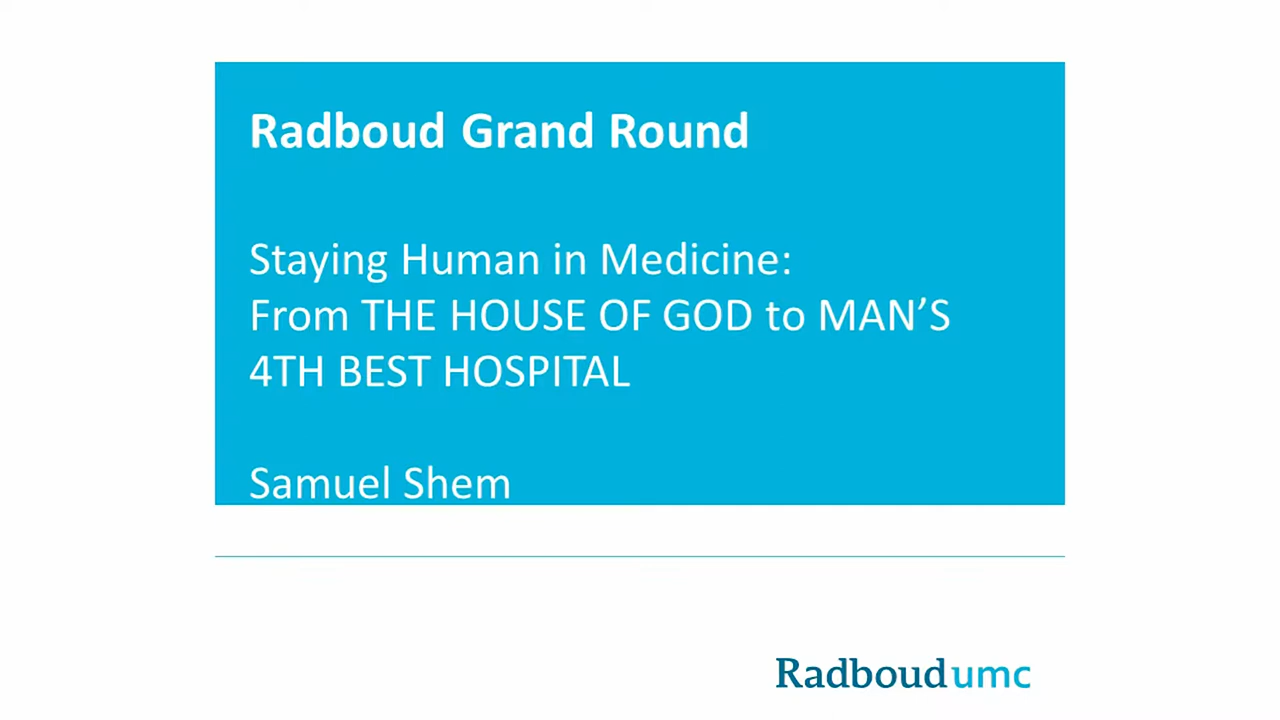 Radboud Grand Round
Staying Human in Medicine:
From THE HOUSE OF GOD to MAN’S
4TH BEST HOSPITAL
Samuel Shem
Radboudumc